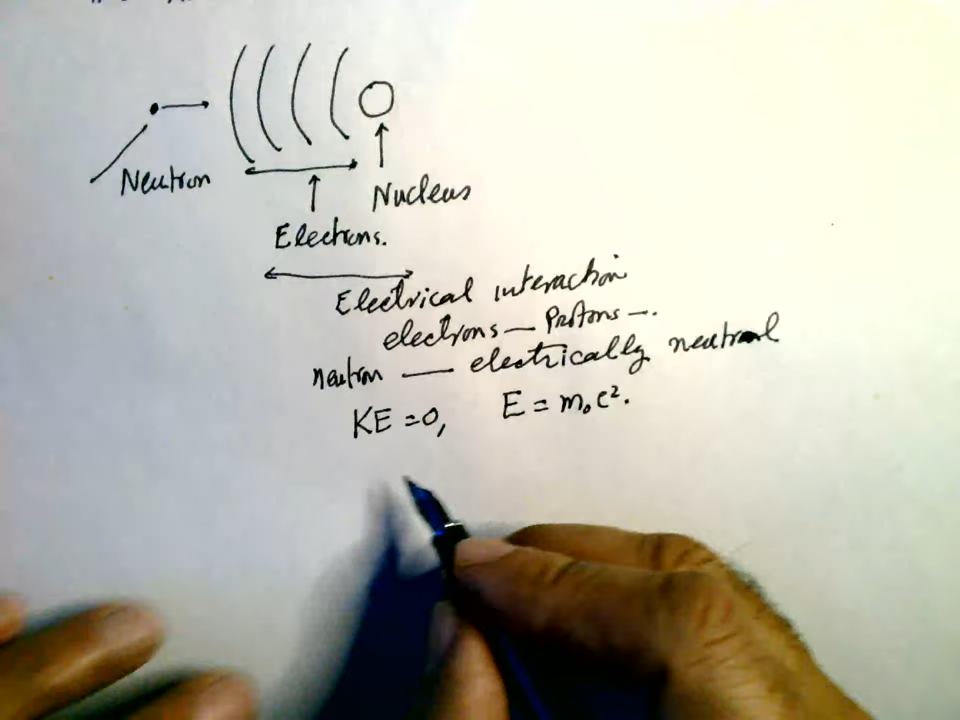 Neutron
Nucleus
Electrons.
Electrical interaction
electrons — Protons —.
neutron — electrically neutral
KE = 0, E = m₀c².